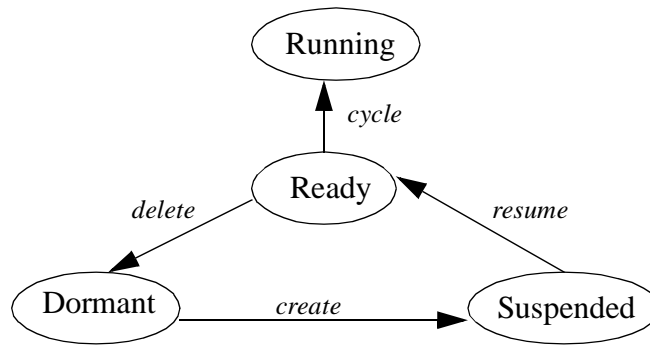 Running
cycle
Ready
delete
resume
Dormant
create
Suspended